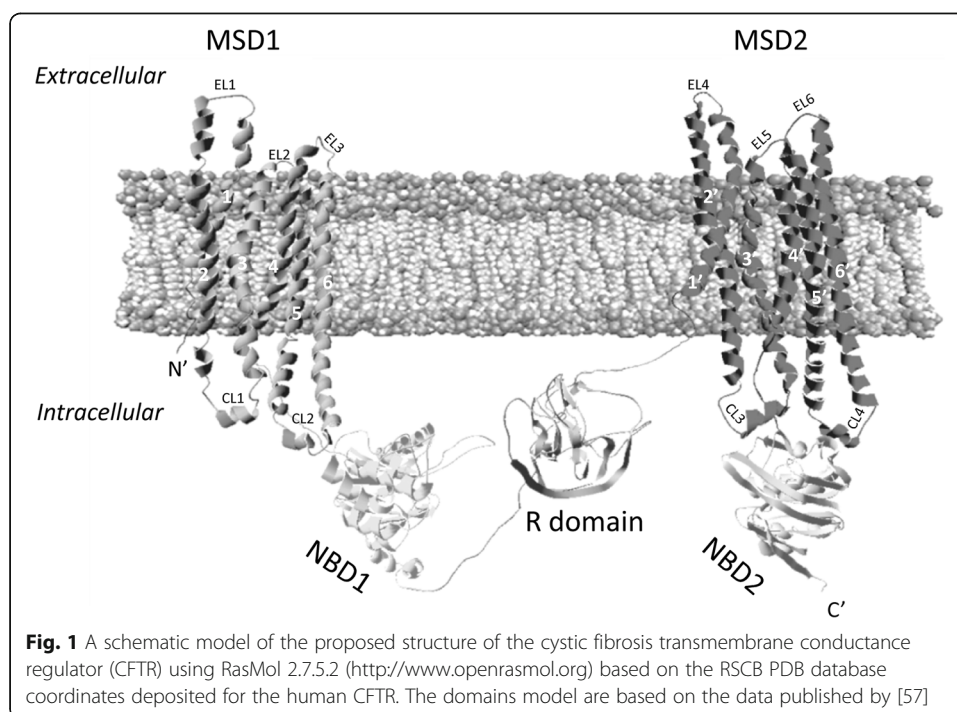 MSD1
MSD2
Extracellular
EL1
EL2
EL3
EL4
EL5
EL6
1
2
3
4
5
6
1'
2'
3'
4'
5'
6'
N'
Intracellular
CL1
CL2
CL3
CL4
NBD1
R domain
NBD2
C'
Fig. 1 A schematic model of the proposed structure of the cystic fibrosis transmembrane conductance
regulator (CFTR) using RasMol 2.7.5.2 (http://www.openrasmol.org) based on the RSCB PDB database
coordinates deposited for the human CFTR. The domains model are based on the data published by [57]